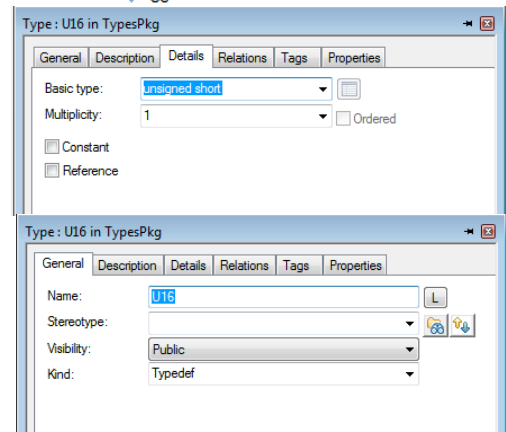 Type : U16 in TypesPkg
General Description Details Relations Tags Properties
Basic type: unsigned short
Multiplicity: 1 Ordered
Constant
Reference
Type : U16 in TypesPkg
General Description Details Relations Tags Properties
Name: U16 L
Stereotype:
Visibility: Public
Kind: Typedef